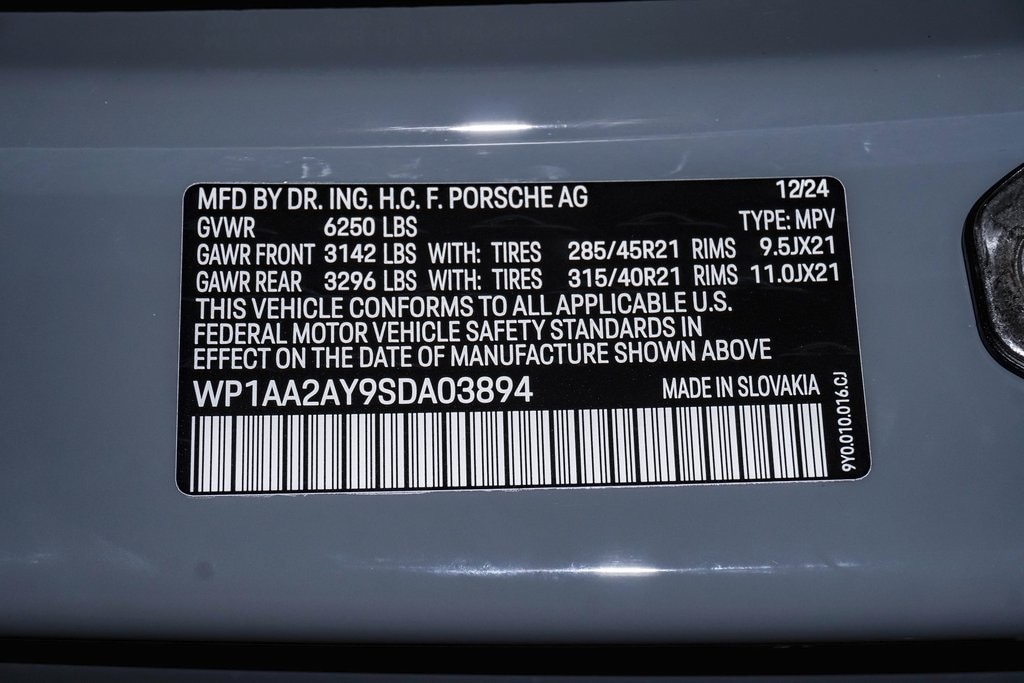 MFD BY DR. ING. H.C. F. PORSCHE AG 12/24
GVWR 6250 LBS TYPE: MPV
GAWR FRONT 3142 LBS WITH: TIRES 285/45R21 RIMS 9.5JX21
GAWR REAR 3296 LBS WITH: TIRES 315/40R21 RIMS 11.0JX21
THIS VEHICLE CONFORMS TO ALL APPLICABLE U.S.
FEDERAL MOTOR VEHICLE SAFETY STANDARDS IN
EFFECT ON THE DATE OF MANUFACTURE SHOWN ABOVE
WP1AA2AY9SDA03894 MADE IN SLOVAKIA
9Y0.010.016.CJ